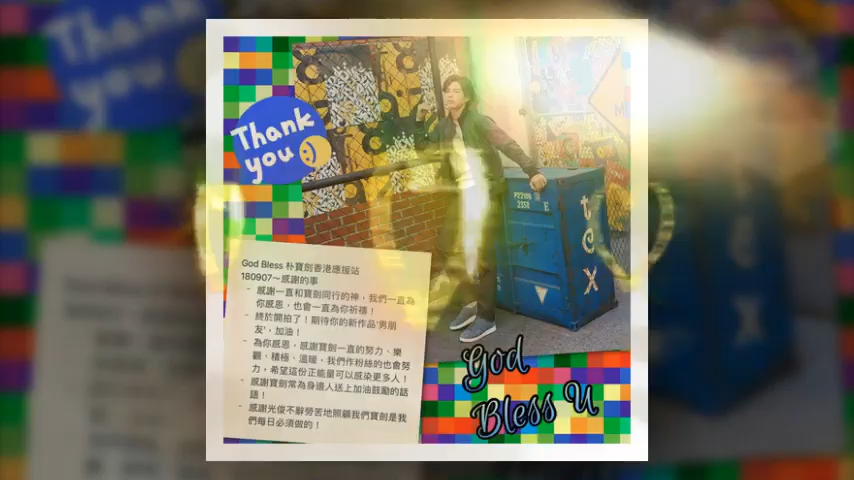 Thank
you
God Bless 朴寶劍香港應援站
180907～感謝的事
- 感謝一直和寶劍同行的神，我們一直為
你感恩，也會一直為你祈禱！
- 終於開拍了！期待你的新作品‘男朋
友’，加油！
- 為你感恩，感謝寶劍一直的努力、樂
觀、積極、溫暖，我們作粉絲的也會努
力，希望這份正能量可以感染更多人！
- 感謝寶劍常為身邊人送上加油鼓勵的話
語！
- 感謝光俊不辭勞苦地照顧我們寶劍是我
們每日必須做的！
tex
God
Bless U